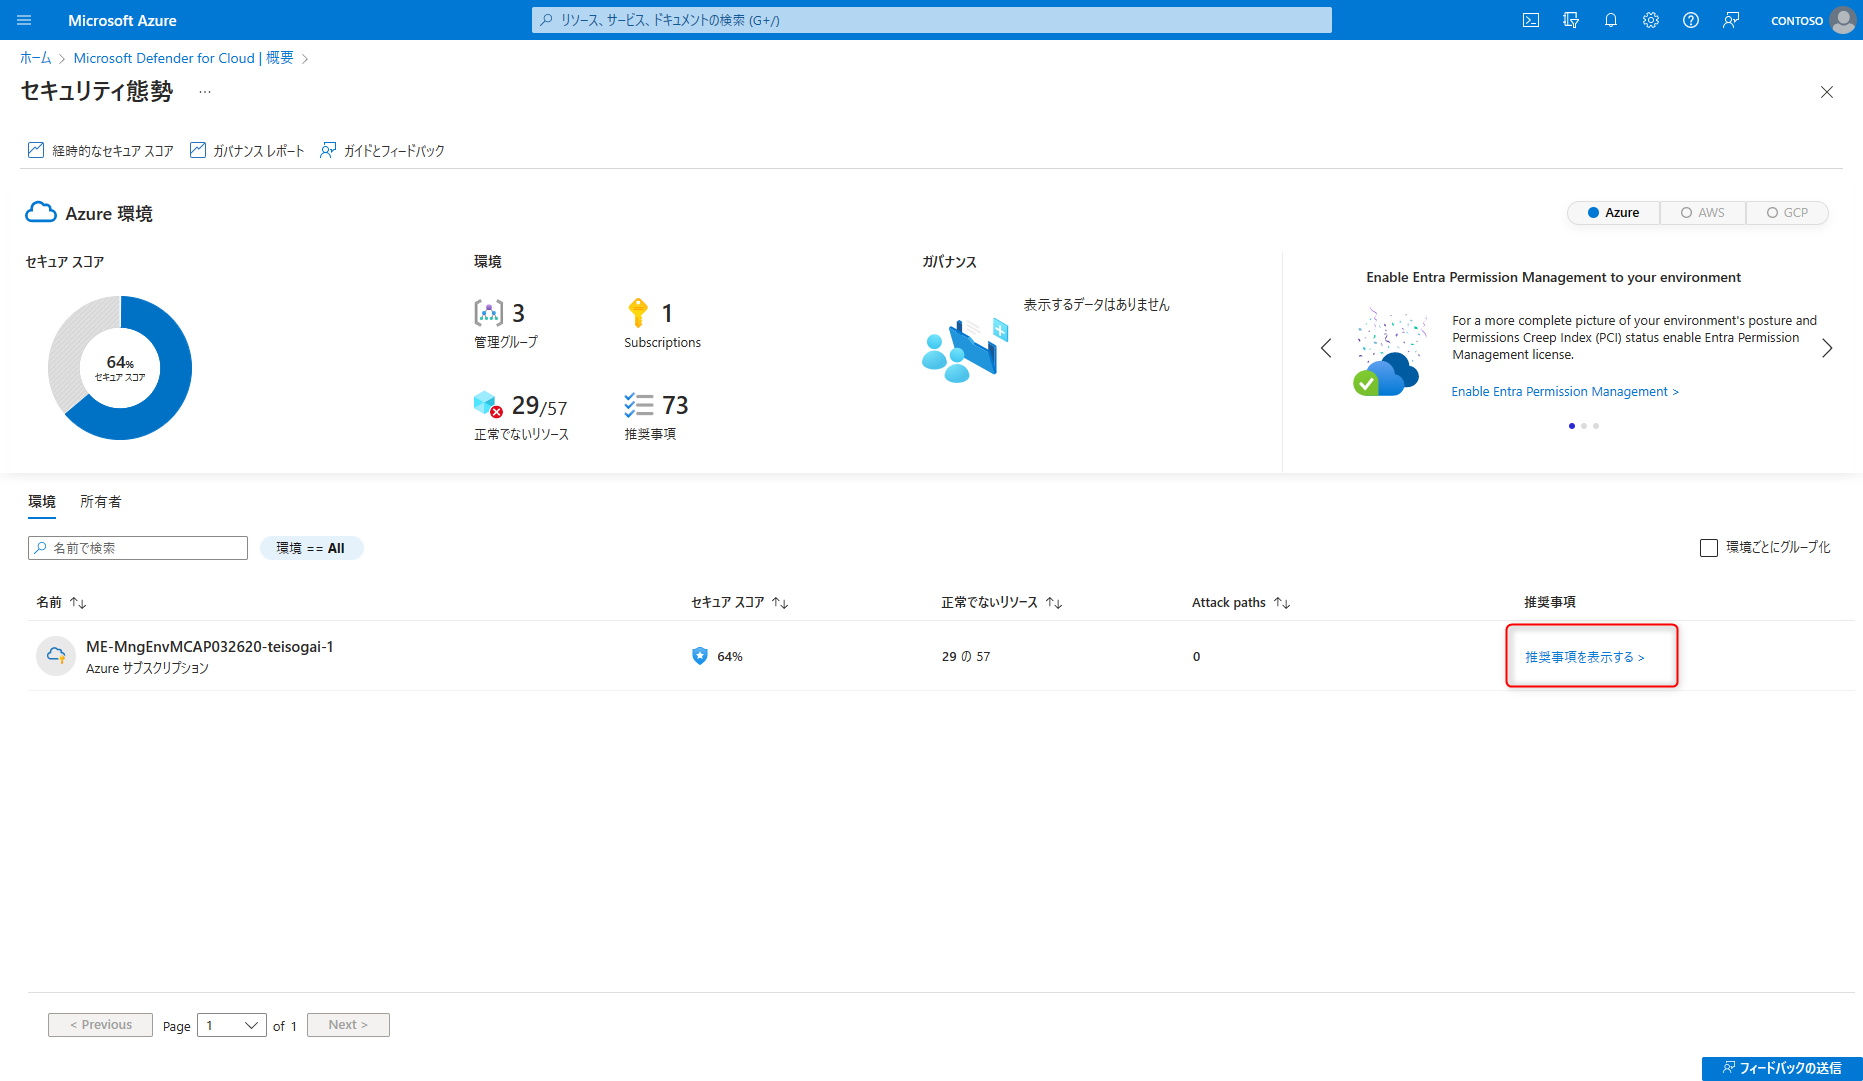 Microsoft Azure
リソース、サービス、ドキュメントの検索 (G+/)
CONTOSO
ホーム > Microsoft Defender for Cloud | 概要 >
セキュリティ態勢 …
経時的なセキュア スコア ガバナンス レポート ガイドとフィードバック
Azure 環境
Azure AWS GCP
セキュア スコア
64%
セキュア スコア
環境
3
管理グループ
1
Subscriptions
29/57
正常でないリソース
73
推奨事項
ガバナンス
表示するデータはありません
Enable Entra Permission Management to your environment
For a more complete picture of your environment's posture and
Permissions Creep Index (PCI) status enable Entra Permission
Management license.
Enable Entra Permission Management >
環境 所有者
名前で検索 環境 == All
環境ごとにグループ化
名前 ↑↓ セキュア スコア ↑↓ 正常でないリソース ↑↓ Attack paths ↑↓ 推奨事項
ME-MngEnvMCAP032620-teisogai-1
Azure サブスクリプション
64% 29 の 57 0 推奨事項を表示する >
< Previous Page 1 of 1 Next >
フィードバックの送信